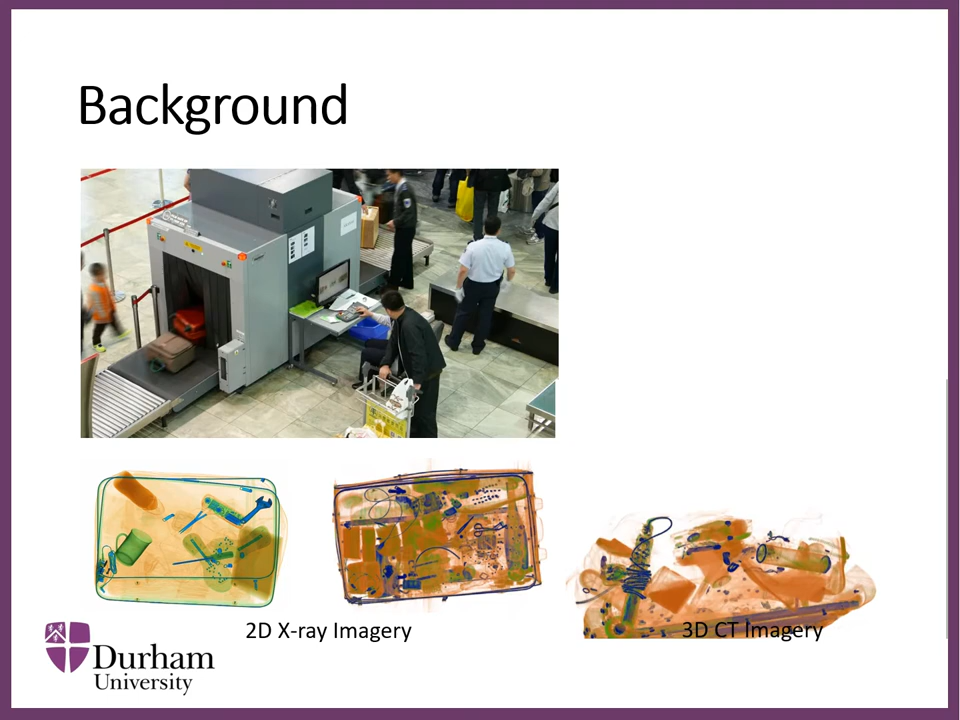 Background
2D X-ray Imagery
3D CT Imagery
Durham
University